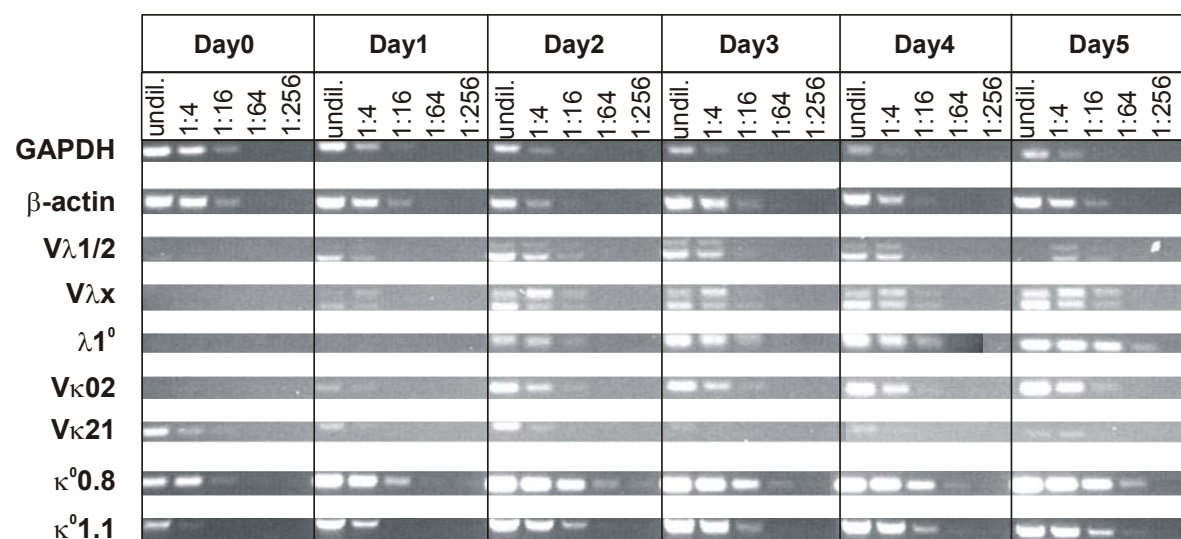 Day0 Day1 Day2 Day3 Day4 Day5
undil. 1:4 1:16 1:64 1:256 undil. 1:4 1:16 1:64 1:256 undil. 1:4 1:16 1:64 1:256 undil. 1:4 1:16 1:64 1:256 undil. 1:4 1:16 1:64 1:256 undil. 1:4 1:16 1:64 1:256
GAPDH
β-actin
Vλ1/2
Vλx
λ1⁰
Vκ02
Vκ21
κ⁰0.8
κ⁰1.1